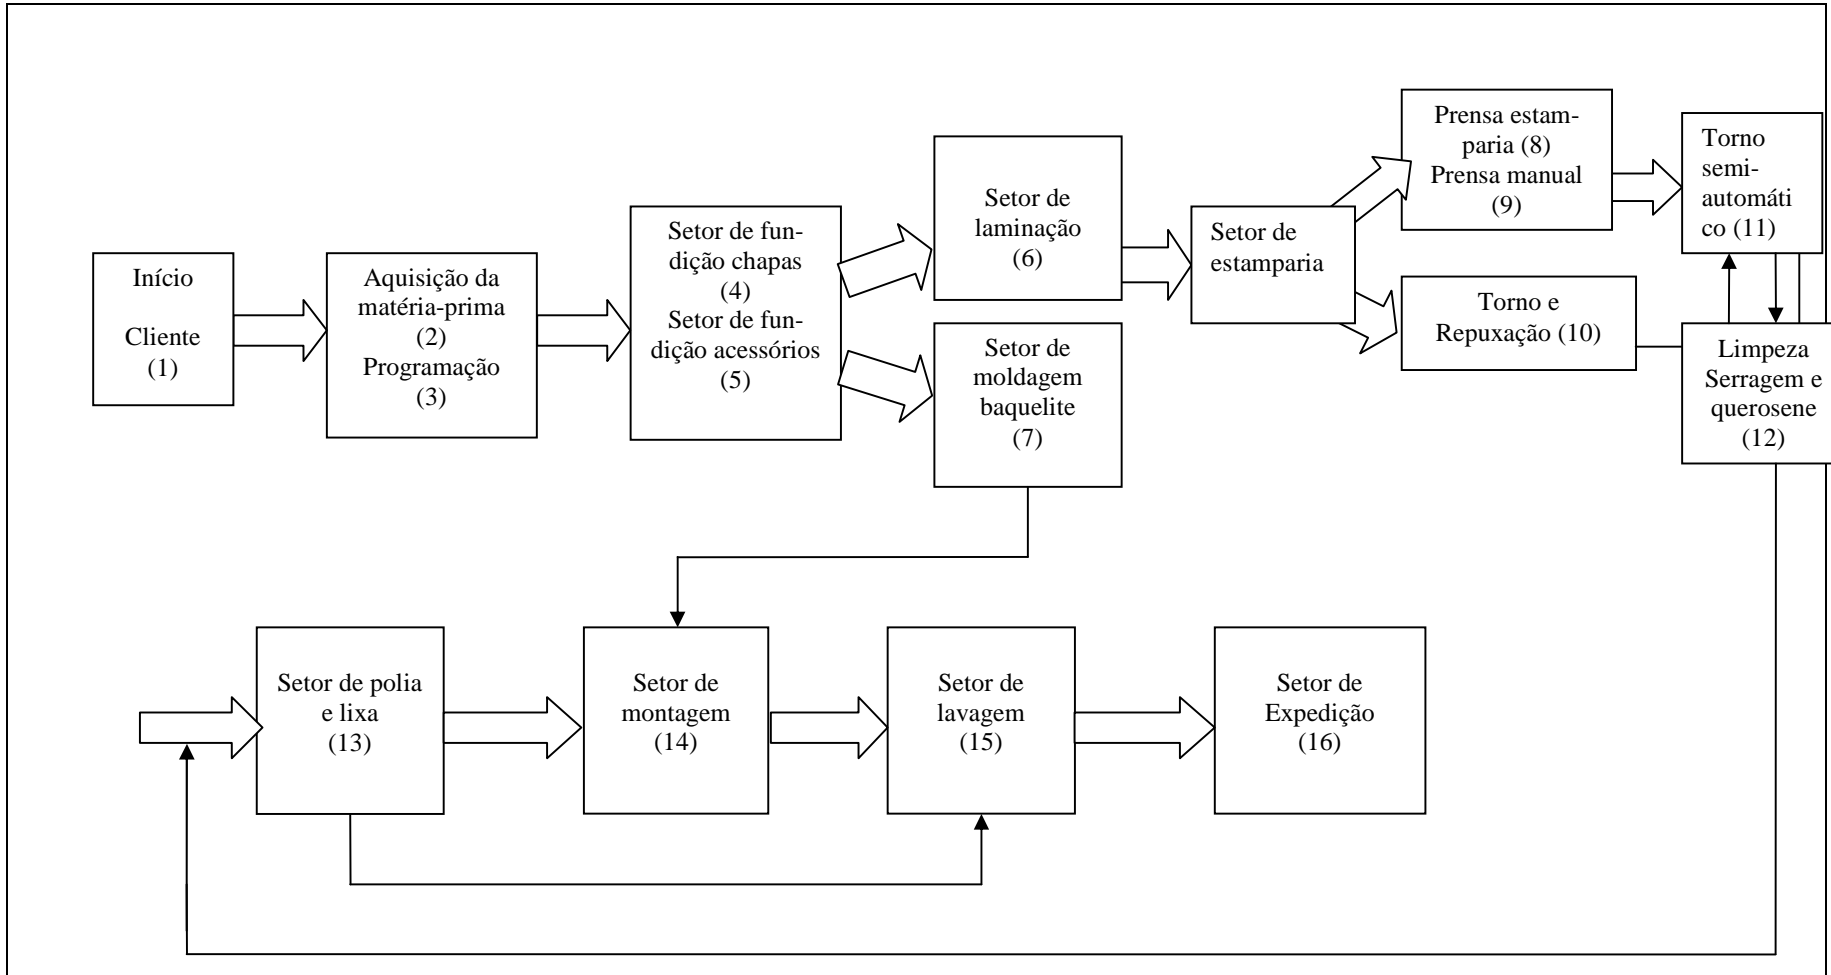 Início
Cliente
(1)
Aquisição da
matéria-prima
(2)
Programação
(3)
Setor de fun-
dição chapas
(4)
Setor de fun-
dição acessórios
(5)
Setor de
laminação
(6)
Setor de
moldagem
baquelite
(7)
Setor de
estamparia
Prensa estam-
paria (8)
Prensa manual
(9)
Torno e
Repuxação (10)
Torno
semi-
automáti
co (11)
Limpeza
Serragem e
querosene
(12)
Setor de polia
e lixa
(13)
Setor de
montagem
(14)
Setor de
lavagem
(15)
Setor de
Expedição
(16)